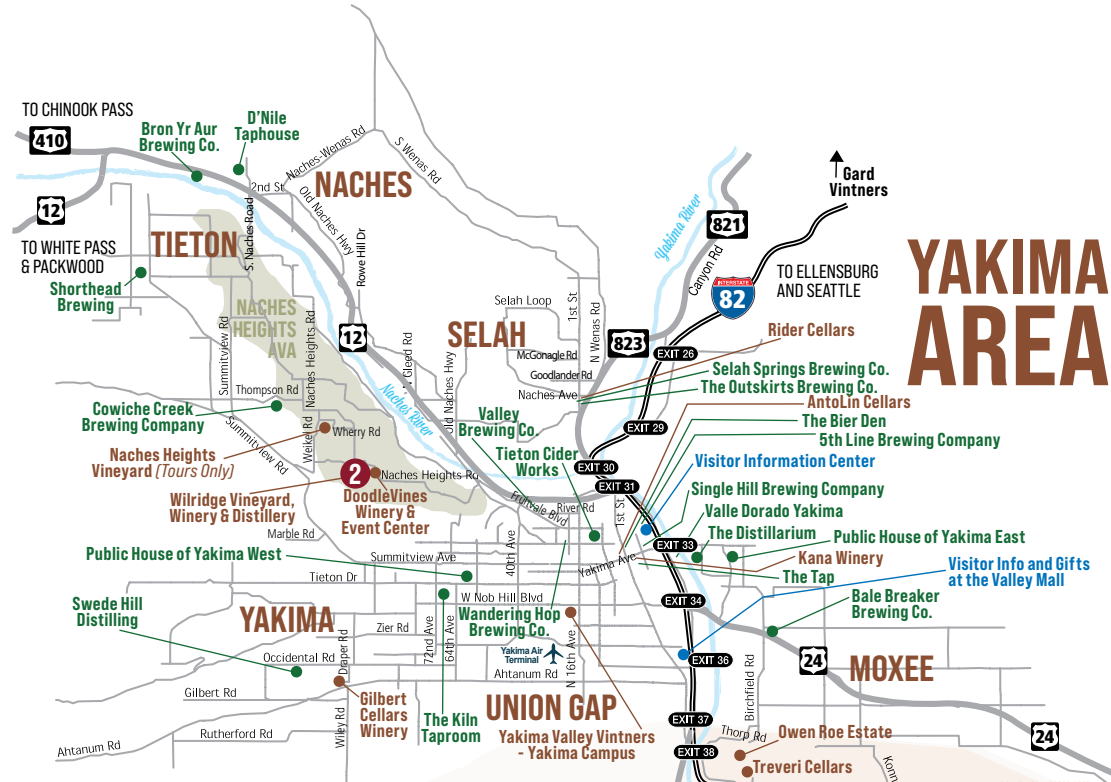 TO CHINOOK PASS
410
12
TO WHITE PASS
& PACKWOOD
Bron Yr Aur
Brewing Co.
D'Nile
Taphouse
2nd St
Naches-Wenas Rd
S Wenas Rd
Old Naches Hwy
NACHES
TIETON
S. Naches Road
Rowe Hill Dr
Shorthead
Brewing
NACHES
HEIGHTS
AVA
Summitview Rd
Naches Heights Rd
12
N Gleed Rd
Old Naches Hwy
Naches River
Yakima River
821
Canyon Rd
Gard
Vintners
TO ELLENSBURG
AND SEATTLE
INTERSTATE
82
YAKIMA
AREA
SELAH
Selah Loop
1st St
N Wenas Rd
McGonagle Rd
Goodlander Rd
Naches Ave
823
EXIT 26
Rider Cellars
Selah Springs Brewing Co.
The Outskirts Brewing Co.
AntoLin Cellars
The Bier Den
5th Line Brewing Company
Visitor Information Center
Single Hill Brewing Company
Valle Dorado Yakima
The Distillarium
Public House of Yakima East
Kana Winery
The Tap
Visitor Info and Gifts
at the Valley Mall
Bale Breaker
Brewing Co.
EXIT 29
EXIT 30
EXIT 31
EXIT 33
EXIT 34
EXIT 36
EXIT 37
EXIT 38
Thompson Rd
Cowiche Creek
Brewing Company
Summitview Rd
Weikel Rd
Wherry Rd
Naches Heights
Vineyard (Tours Only)
2
Naches Heights Rd
Wilridge Vineyard,
Winery & Distillery
DoodleVines
Winery &
Event Center
Valley
Brewing Co.
Tieton Cider
Works
Fruitvale Blvd
River Rd
1st St
Marble Rd
Summitview Ave
40th Ave
Yakima Ave
Public House of Yakima West
Tieton Dr
W Nob Hill Blvd
Swede Hill
Distilling
YAKIMA
Zier Rd
72nd Ave
64th Ave
Wandering Hop
Brewing Co.
Yakima Air
Terminal
N 16th Ave
Occidental Rd
Draper Rd
Ahtanum Rd
Gilbert Rd
Gilbert
Cellars
Winery
The Kiln
Taproom
UNION GAP
Yakima Valley Vintners
- Yakima Campus
Rutherford Rd
Wiley Rd
Ahtanum Rd
24
MOXEE
Birchfield Rd
24
Thorp Rd
Owen Roe Estate
Treveri Cellars
Konn